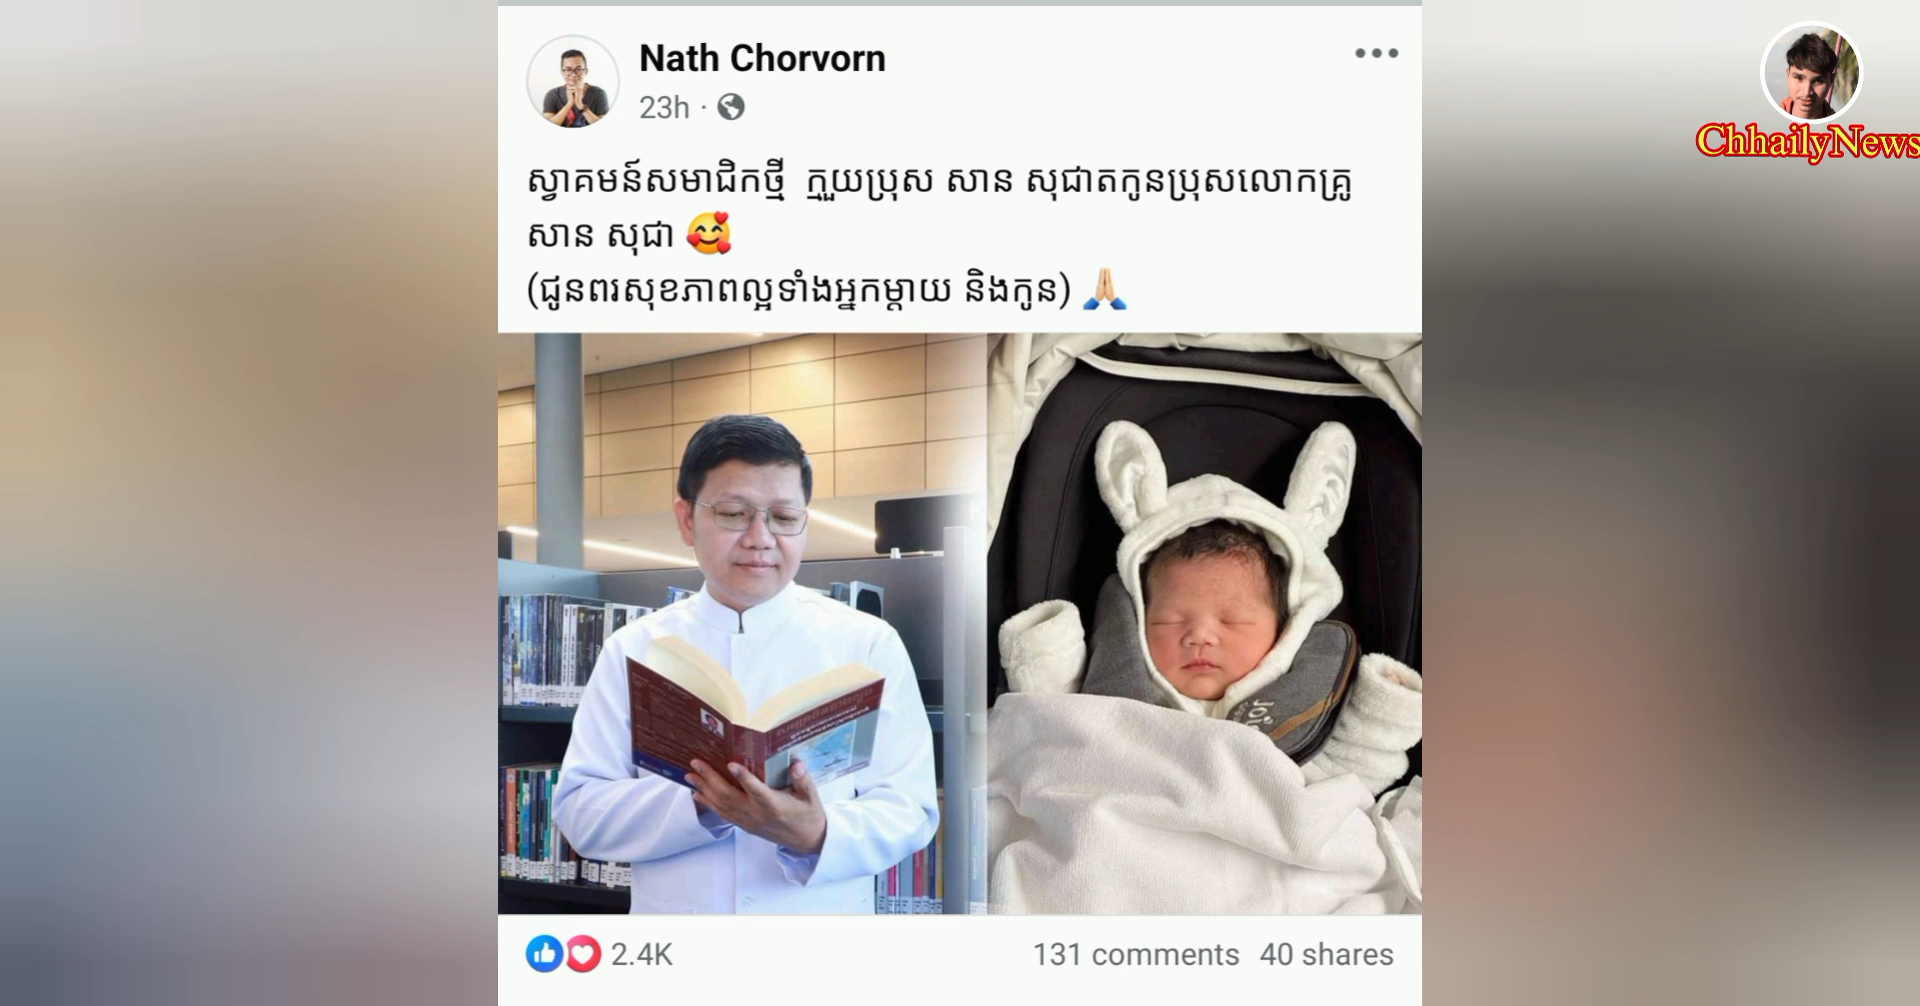 Nath Chorvorn
23h ·
ChhailyNews
ស្វាគមន៍សមាជិកថ្មី ក្មួយប្រុស សាន សុជាតកូនប្រុសលោកគ្រូ
សាន សុជា 🥰
(ជូនពរសុខភាពល្អទាំងអ្នកម្តាយ និងកូន) 🙏🏼
Joie
2.4K
131 comments 40 shares